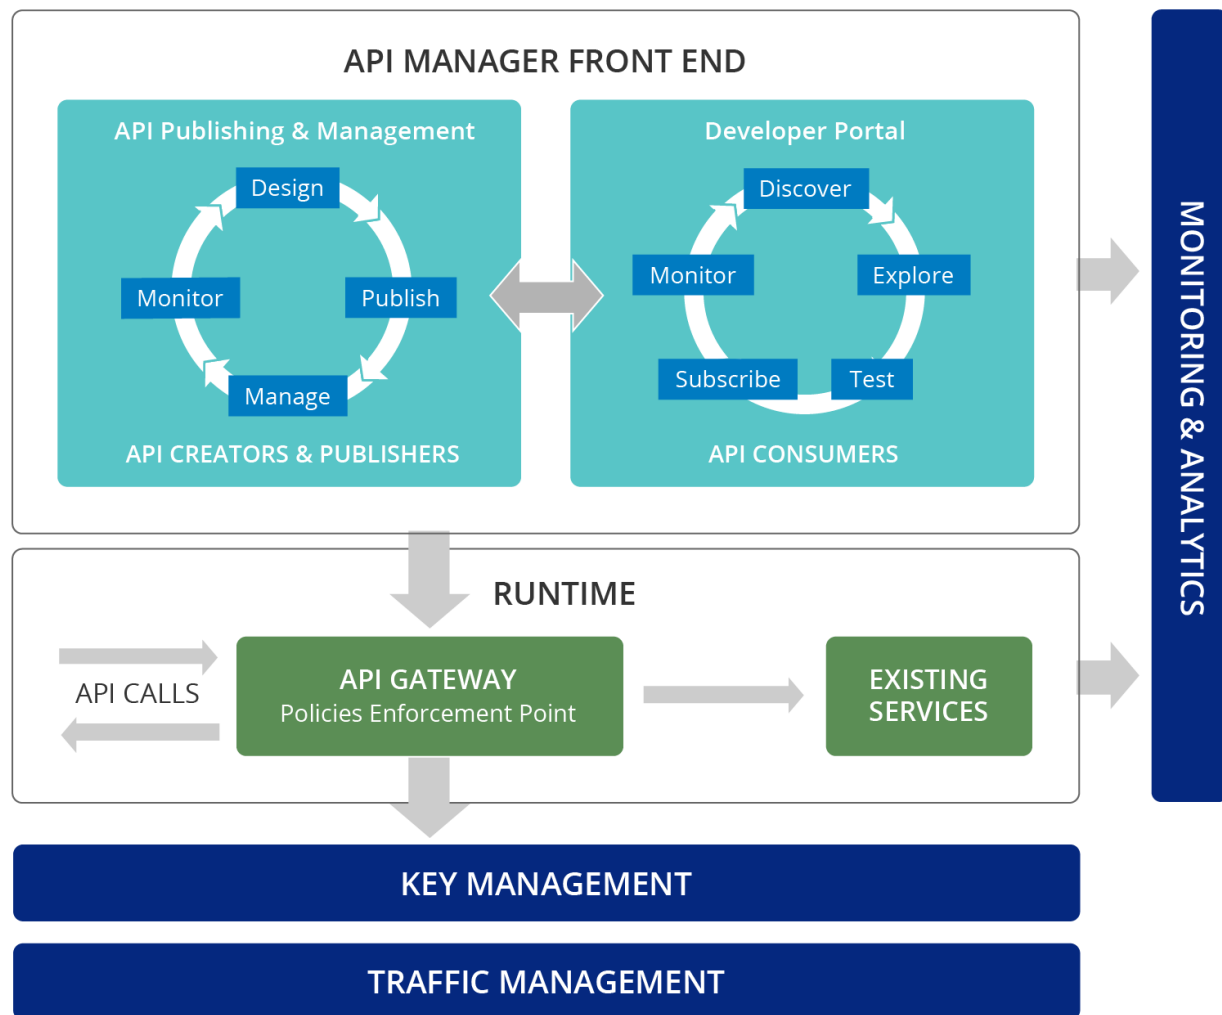 API MANAGER FRONT END
API Publishing & Management
Design
Monitor
Publish
Manage
API CREATORS & PUBLISHERS
Developer Portal
Discover
Monitor
Explore
Subscribe
Test
API CONSUMERS
MONITORING & ANALYTICS
RUNTIME
API CALLS
API GATEWAY
Policies Enforcement Point
EXISTING
SERVICES
KEY MANAGEMENT
TRAFFIC MANAGEMENT